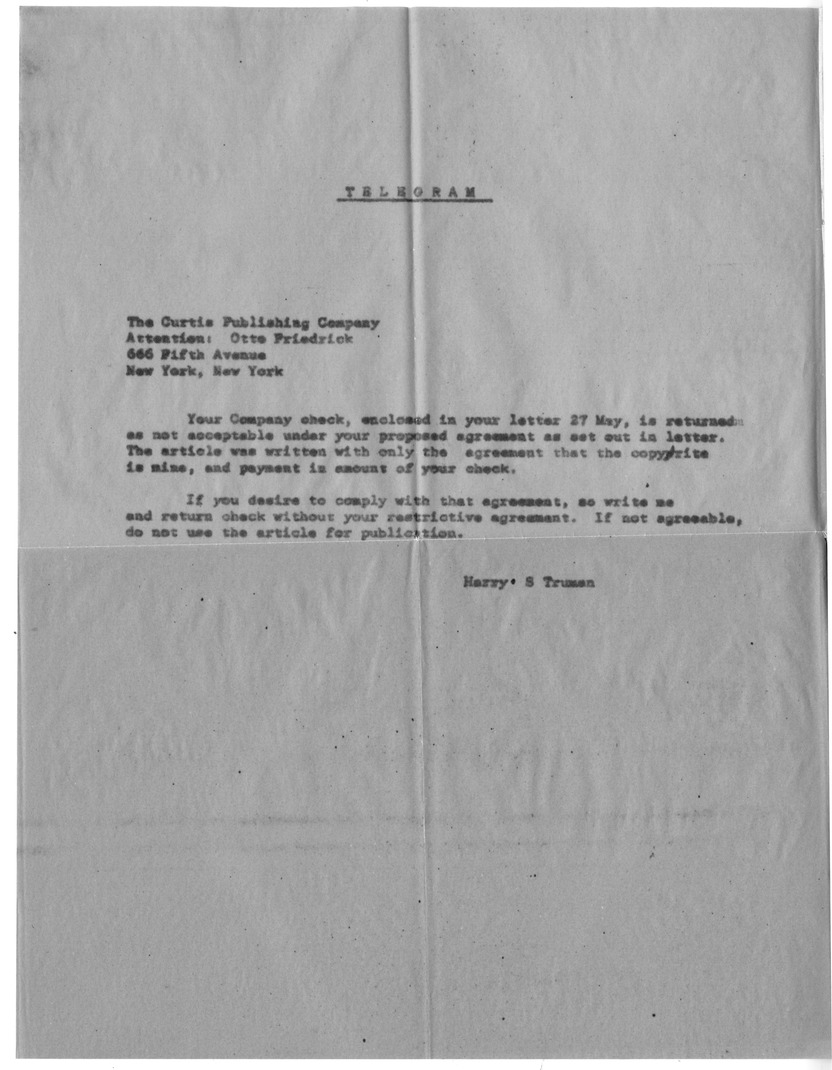 TELEGRAM
The Curtis Publishing Company
Attention: Otto Friedrick
666 Fifth Avenue
New York, New York
Your Company check, enclosed in your letter 27 May, is returned
as not acceptable under your proposed agreement as set out in letter.
The article was written with only the agreement that the copyrite
is mine, and payment in amount of your check.
If you desire to comply with that agreement, so write me
and return check without your restrictive agreement. If not agreeable,
do not use the article for publication.
Harry S Truman